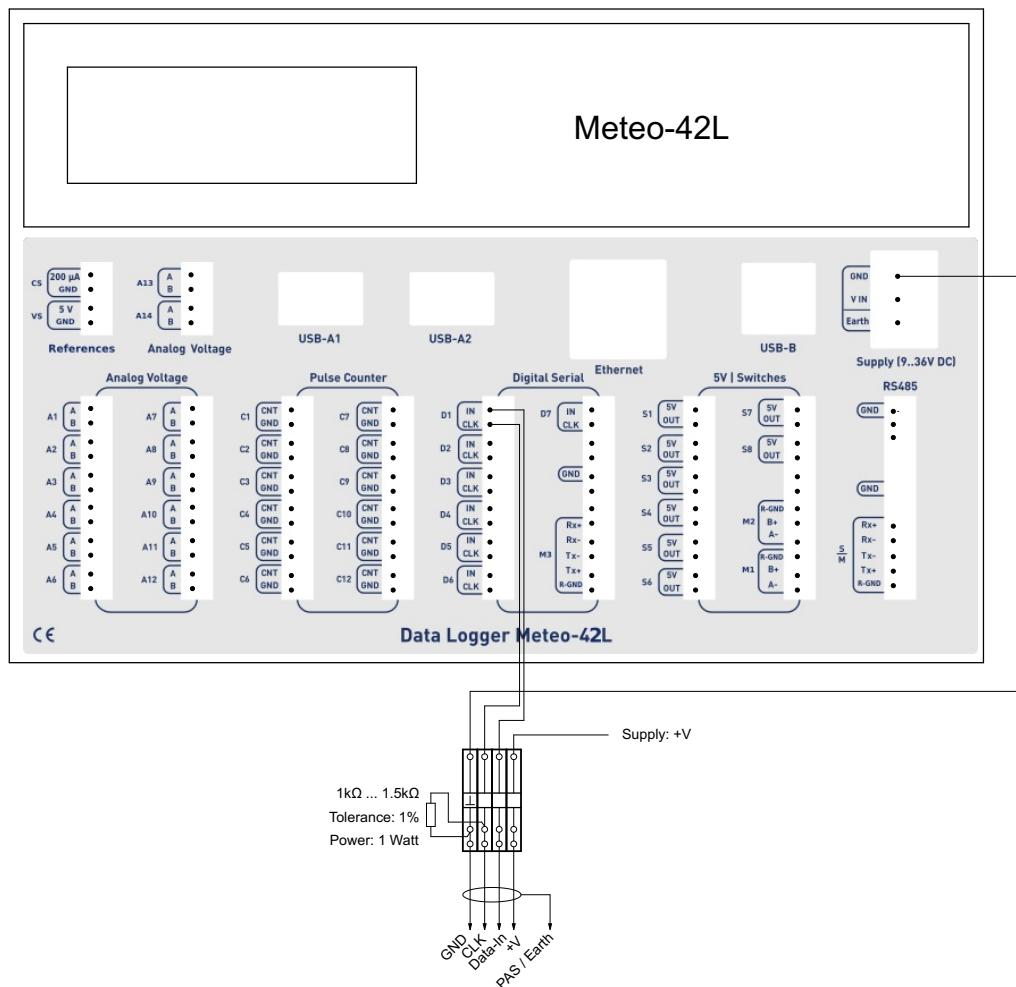 Meteo-42L
CS 200 µA GND
VS 5 V GND
References
A13 A B
A14 A B
Analog Voltage
USB-A1
USB-A2
Ethernet
USB-B
GND
V IN
Earth
Supply (9..36V DC)
Analog Voltage
A1 A B
A2 A B
A3 A B
A4 A B
A5 A B
A6 A B
A7 A B
A8 A B
A9 A B
A10 A B
A11 A B
A12 A B
Pulse Counter
C1 CNT GND
C2 CNT GND
C3 CNT GND
C4 CNT GND
C5 CNT GND
C6 CNT GND
C7 CNT GND
C8 CNT GND
C9 CNT GND
C10 CNT GND
C11 CNT GND
C12 CNT GND
Digital Serial
D1 IN CLK
D2 IN CLK
D3 IN CLK
D4 IN CLK
D5 IN CLK
D6 IN CLK
D7 IN CLK
GND
M3 Rx+ Rx- Tx- Tx+ R-GND
5V | Switches
S1 5V OUT
S2 5V OUT
S3 5V OUT
S4 5V OUT
S5 5V OUT
S6 5V OUT
S7 5V OUT
S8 5V OUT
M2 R-GND B+ A-
M1 R-GND B+ A-
RS485
GND
GND
S/M Rx+ Rx- Tx- Tx+ R-GND
CE
Data Logger Meteo-42L
Supply: +V
1kΩ ... 1.5kΩ
Tolerance: 1%
Power: 1 Watt
GND
CLK
Data-In
+V
PAS / Earth